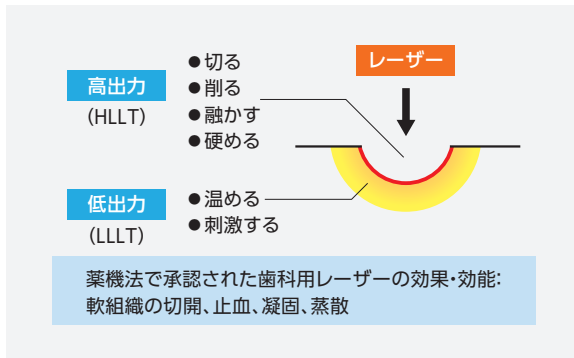 高出力
(HLLT)
●切る
●削る
●融かす
●硬める
レーザー
低出力
(LLLT)
●温める
●刺激する
薬機法で承認された歯科用レーザーの効果・効能:
軟組織の切開、止血、凝固、蒸散